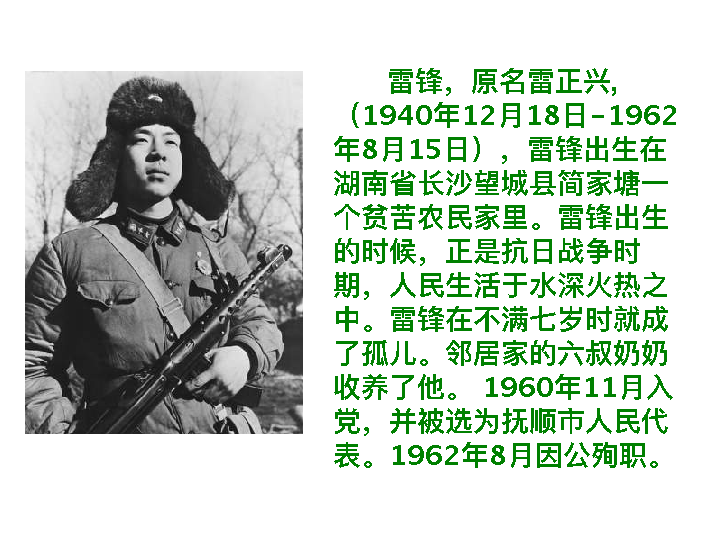 雷锋，原名雷正兴,
（1940年12月18日-1962
年8月15日），雷锋出生在
湖南省长沙望城县简家塘一
个贫苦农民家里。雷锋出生
的时候，正是抗日战争时
期，人民生活于水深火热之
中。雷锋在不满七岁时就成
了孤儿。邻居家的六叔奶奶
收养了他。 1960年11月入
党，并被选为抚顺市人民代
表。1962年8月因公殉职。